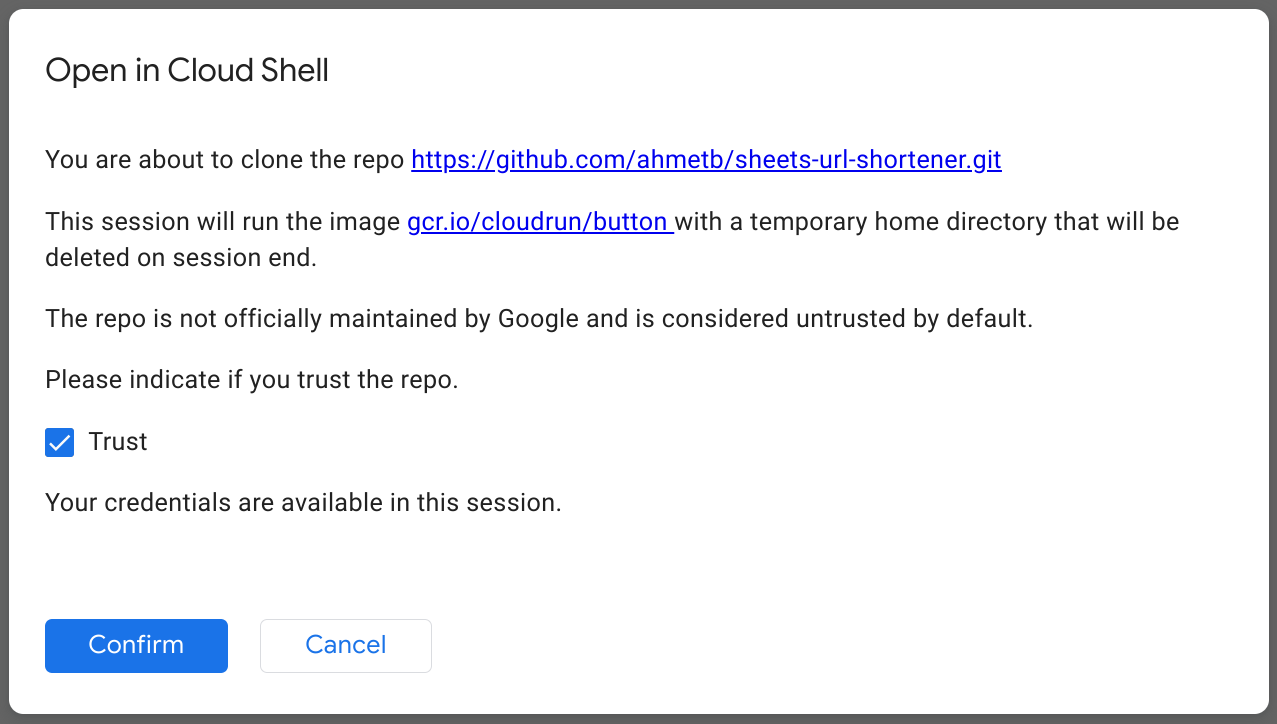 Open in Cloud Shell
You are about to clone the repo https://github.com/ahmetb/sheets-url-shortener.git
This session will run the image gcr.io/cloudrun/button with a temporary home directory that will be
deleted on session end.
The repo is not officially maintained by Google and is considered untrusted by default.
Please indicate if you trust the repo.
Trust
Your credentials are available in this session.
Confirm Cancel